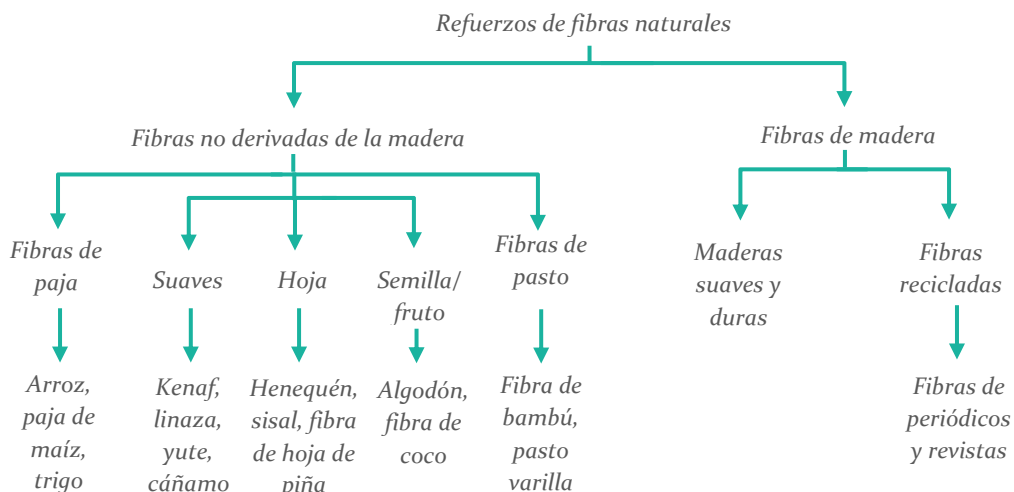 Refuerzos de fibras naturales
Fibras no derivadas de la madera
Fibras de madera
Fibras de
paja
Suaves
Hoja
Semilla/
fruto
Fibras de
pasto
Maderas
suaves y
duras
Fibras
recicladas
Arroz,
paja de
maíz,
trigo
Kenaf,
linaza,
yute,
cáñamo
Henequén,
sisal, fibra
de hoja de
piña
Algodón,
fibra de
coco
Fibra de
bambú,
pasto
varilla
Fibras de
periódicos
y revistas